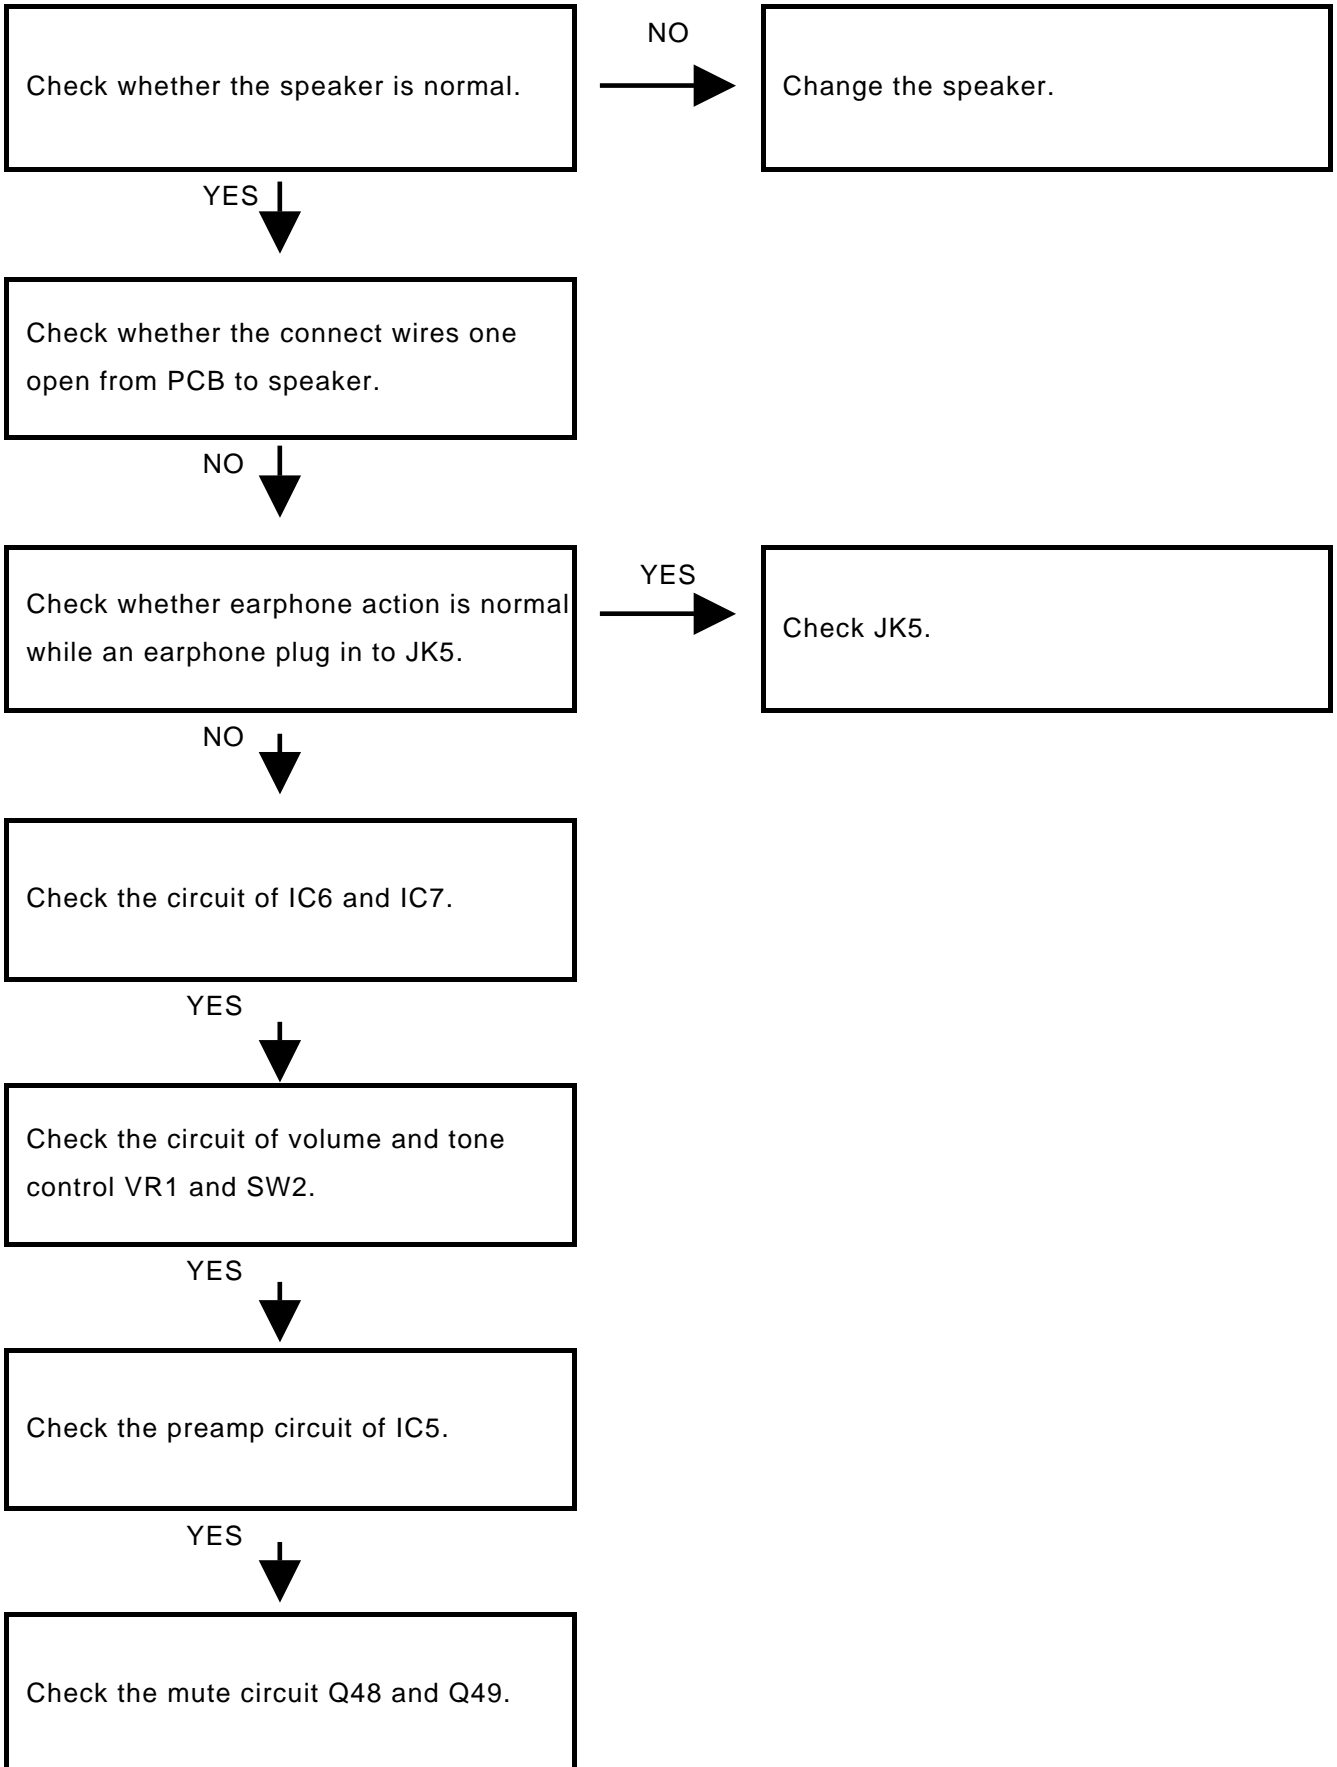 Check whether the speaker is normal.
NO
Change the speaker.
YES
Check whether the connect wires one
open from PCB to speaker.
NO
Check whether earphone action is normal
while an earphone plug in to JK5.
YES
Check JK5.
NO
Check the circuit of IC6 and IC7.
YES
Check the circuit of volume and tone
control VR1 and SW2.
YES
Check the preamp circuit of IC5.
YES
Check the mute circuit Q48 and Q49.